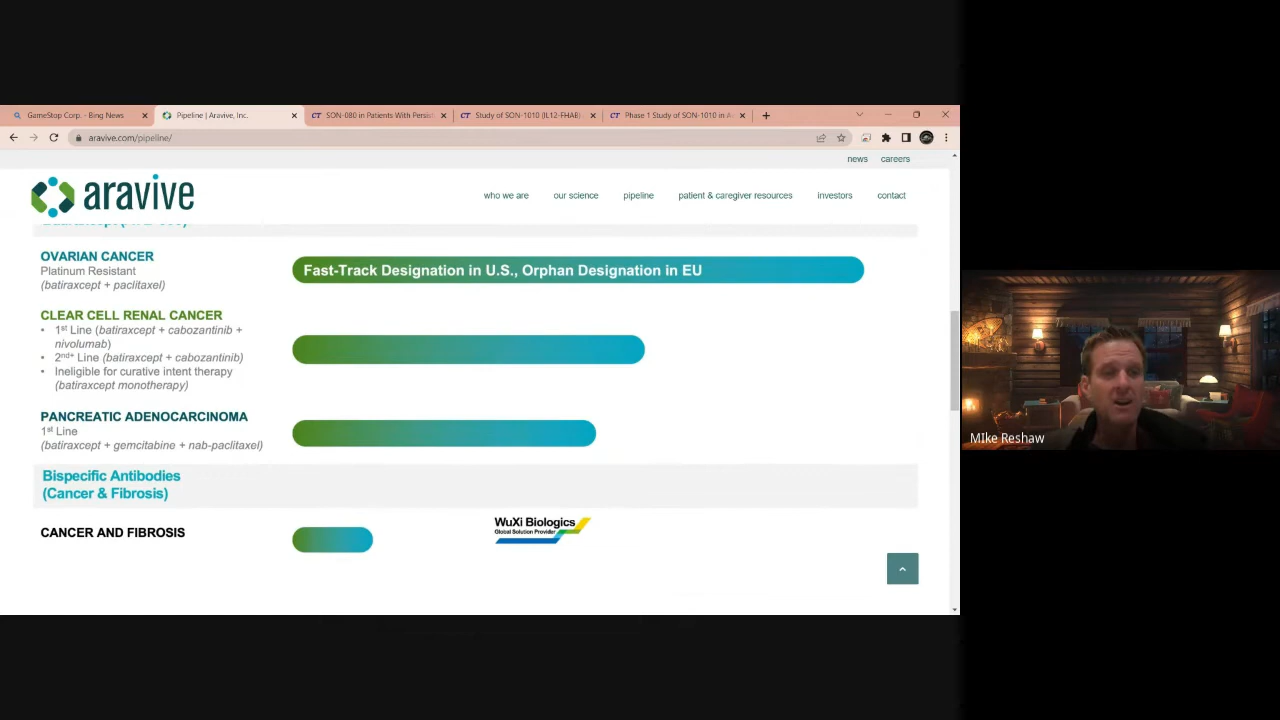 GameStop Corp. - Bing News
Pipeline | Aravive, Inc.
CT SON-080 in Patients With Persist
CT Study of SON-1010 (IL12-FHAB)
CT Phase 1 Study of SON-1010 in A
aravive.com/pipeline/
news careers
aravive
who we are our science pipeline patient & caregiver resources investors contact
OVARIAN CANCER
Platinum Resistant
(batiraxcept + paclitaxel)
Fast-Track Designation in U.S., Orphan Designation in EU
CLEAR CELL RENAL CANCER
• 1st Line (batiraxcept + cabozantinib +
nivolumab)
• 2nd+ Line (batiraxcept + cabozantinib)
• Ineligible for curative intent therapy
(batiraxcept monotherapy)
PANCREATIC ADENOCARCINOMA
1st Line
(batiraxcept + gemcitabine + nab-paclitaxel)
Bispecific Antibodies
(Cancer & Fibrosis)
CANCER AND FIBROSIS
WuXi Biologics
Global Solution Provider
MIke Reshaw